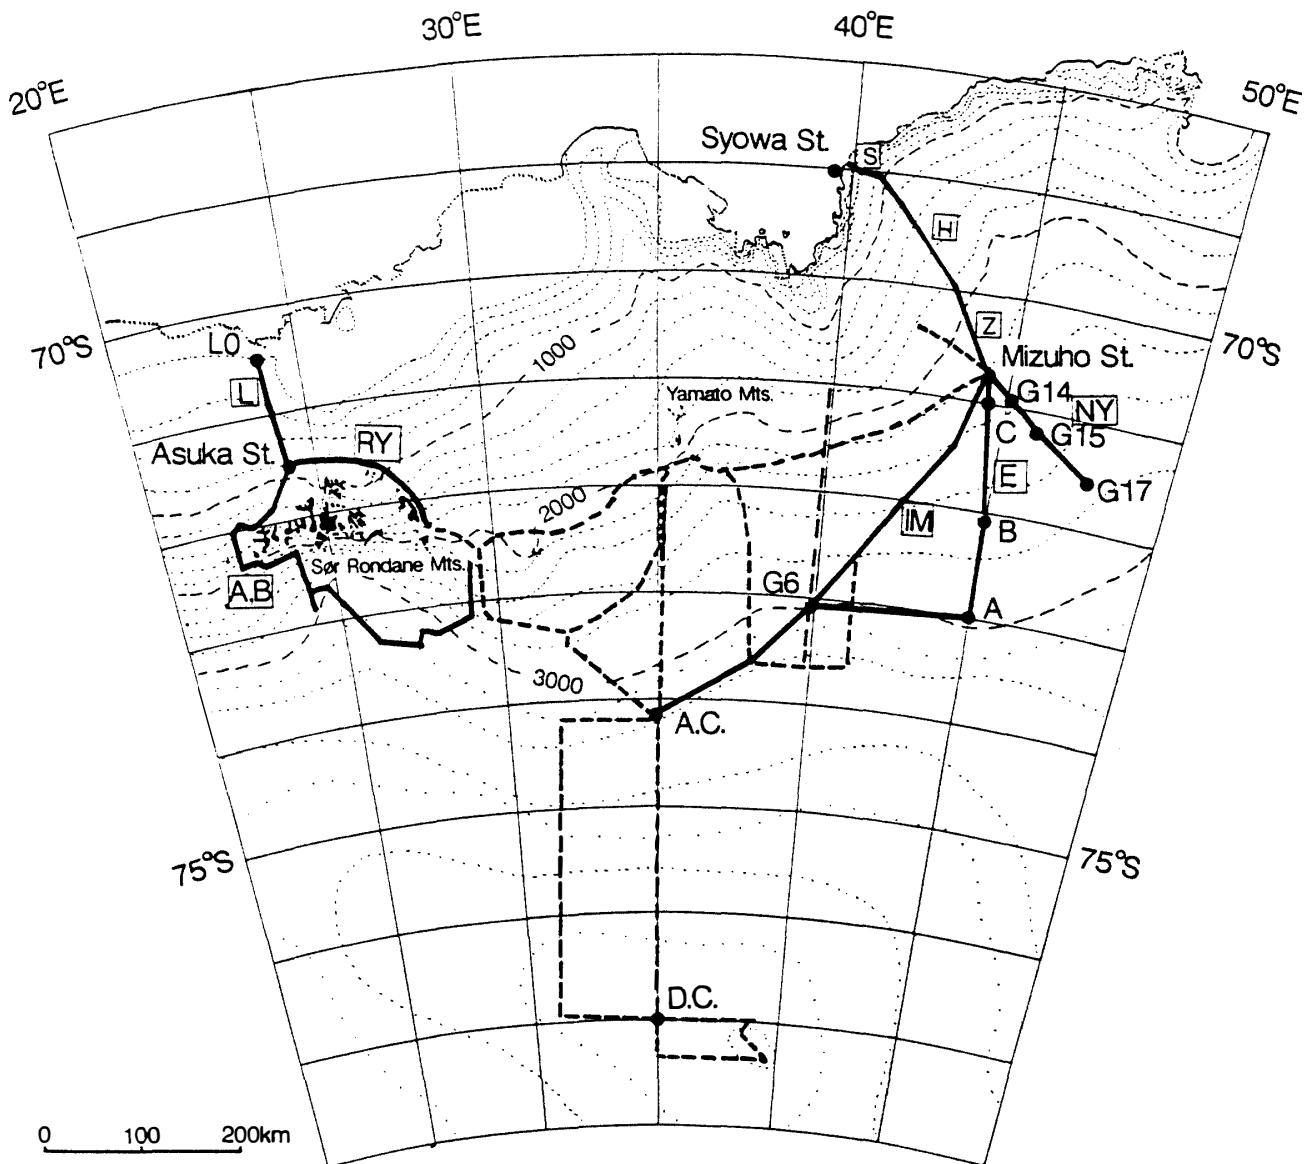 30°E
40°E
20°E
50°E
Syowa St.
S
H
Z
70°S
L0
1000
Mizuho St.
70°S
L
Yamato Mts.
G14
NY
C
G15
Asuka St.
RY
E
G17
2000
IM
B
Sør Rondane Mts.
G6
A.B
A
3000
A.C.
75°S
75°S
D.C.
0 100 200km